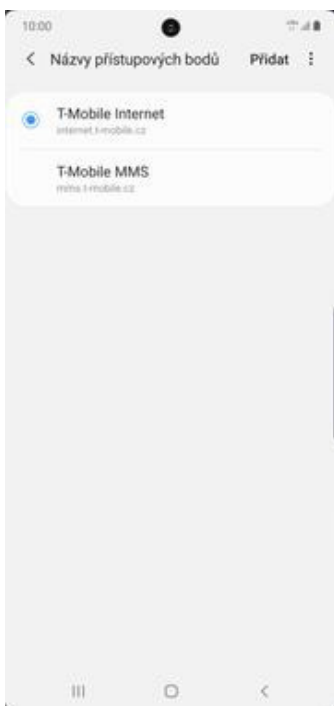 10:00
Názvy přístupových bodů
Přidat
T-Mobile Internet
internet.t-mobile.cz
T-Mobile MMS
mms.t-mobile.cz